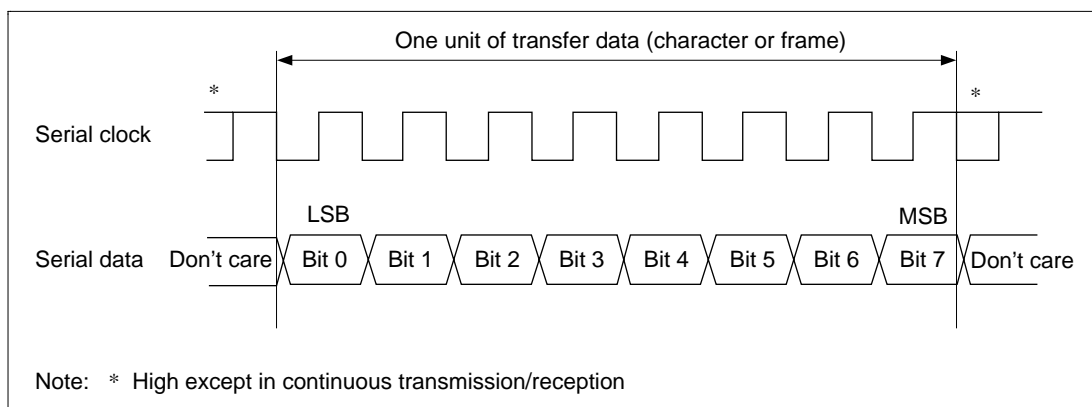 One unit of transfer data (character or frame)
* *
Serial clock
LSB MSB
Serial data Don't care Bit 0 Bit 1 Bit 2 Bit 3 Bit 4 Bit 5 Bit 6 Bit 7 Don't care
Note: * High except in continuous transmission/reception